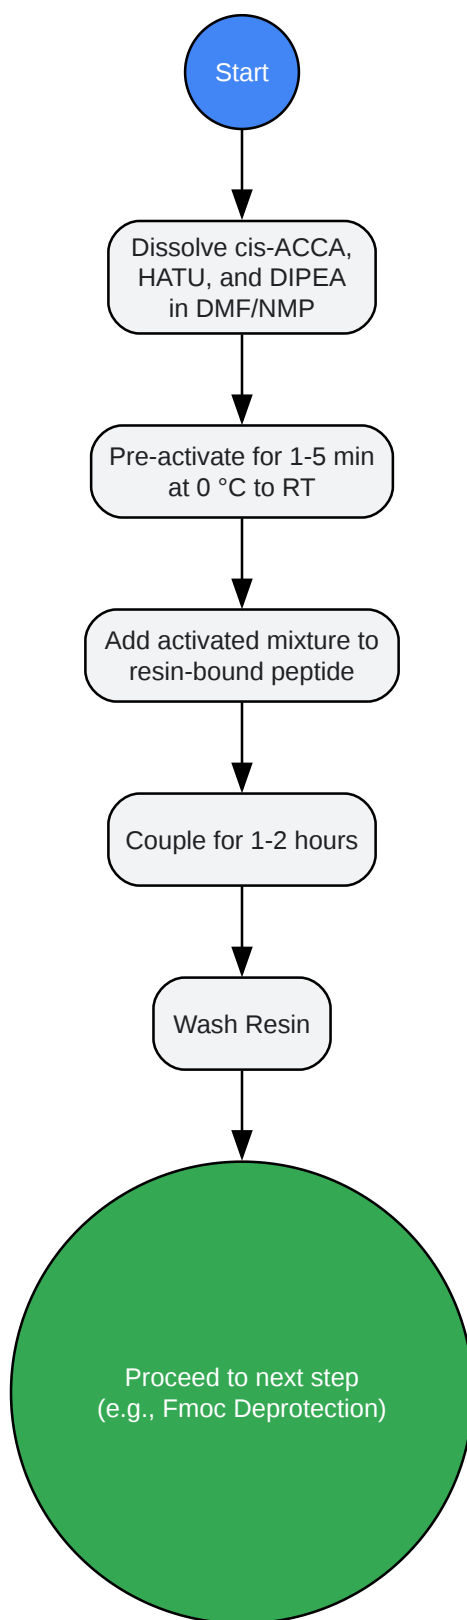 Start
Dissolve cis-ACCA,
HATU, and DIPEA
in DMF/NMP
Pre-activate for 1-5 min
at 0 °C to RT
Add activated mixture to
resin-bound peptide
Couple for 1-2 hours
Wash Resin
Proceed to next step
(e.g., Fmoc Deprotection)